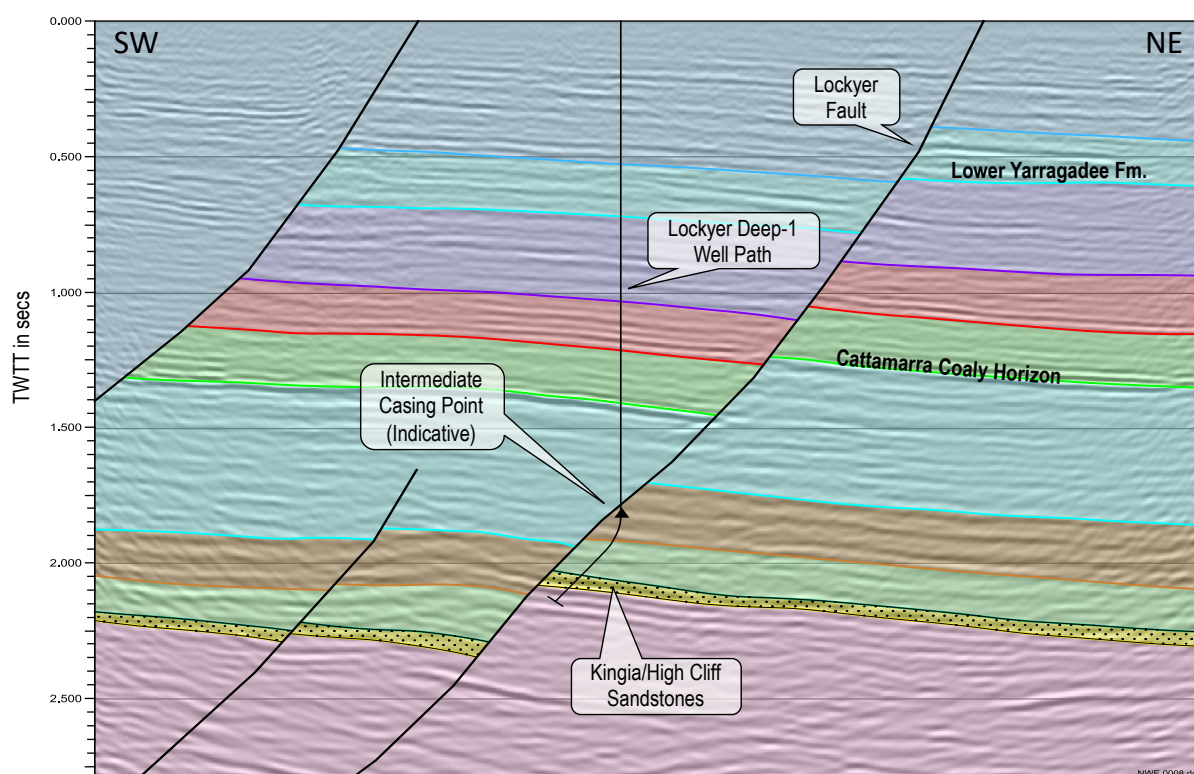 0.000
SW
NE
Lockyer
Fault
0.500
Lower Yarragadee Fm.
Lockyer Deep-1
Well Path
1.000
TWTT in secs
Cattamarra Coaly Horizon
Intermediate
Casing Point
(Indicative)
1.500
2.000
Kingia/High Cliff
Sandstones
2.500